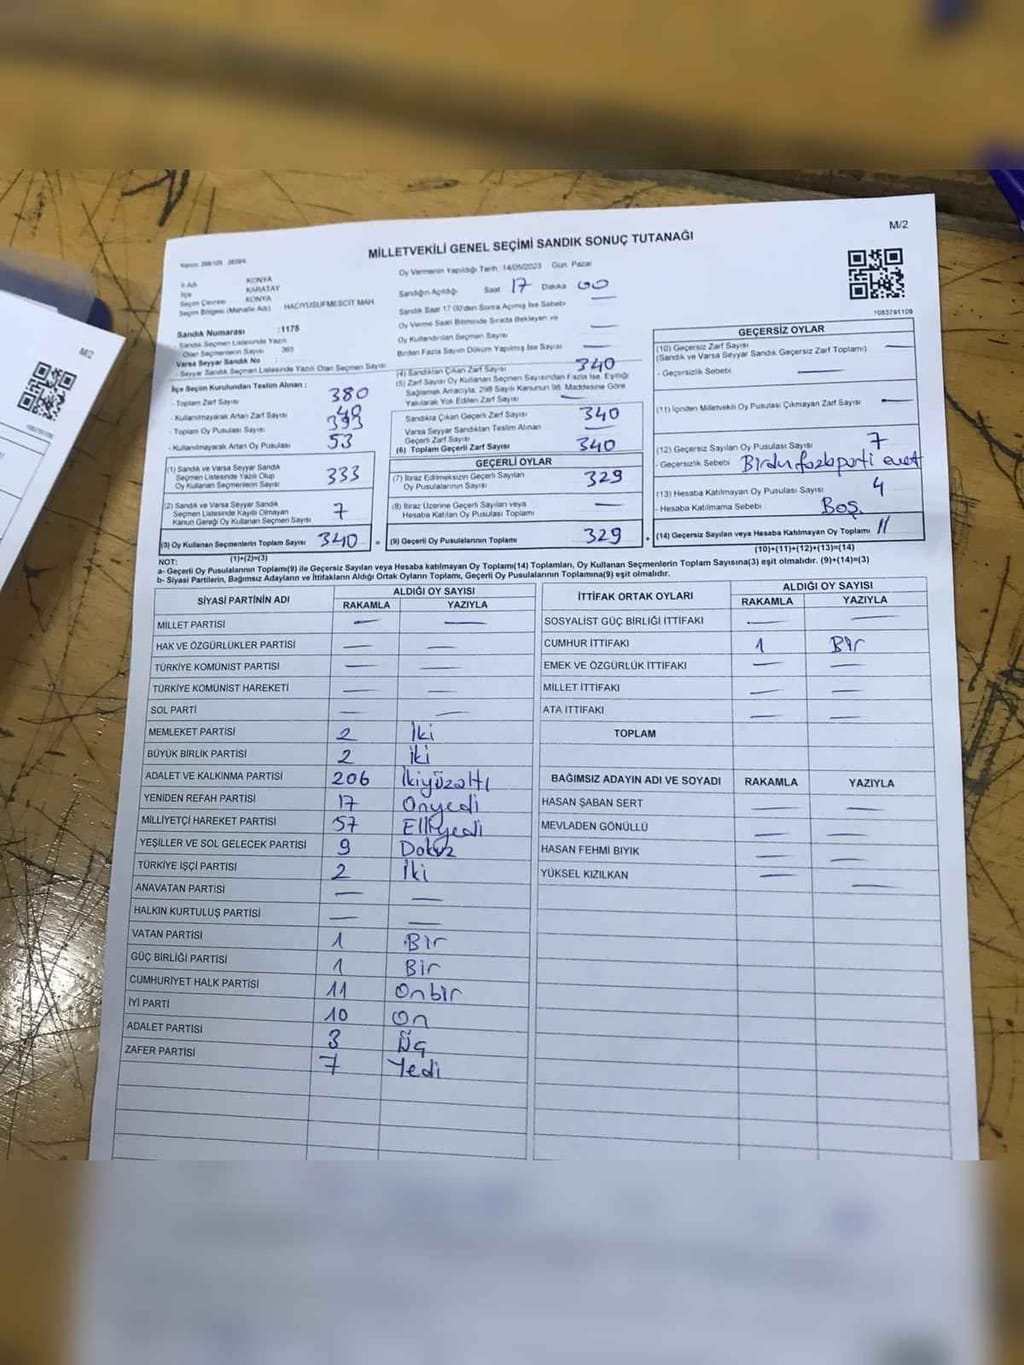 M/2
MİLLETVEKİLİ GENEL SEÇİMİ SANDIK SONUÇ TUTANAĞI
M/2
Oy Vermenin Yapıldığı Tarih :14/05/2023 Gün: Pazar
İl Adı KONYA
İlçe KARATAY
Seçim Çevresi KONYA
Seçim Bölgesi (Mahalle Adı) HACIYUSUFMESCİT MAH
Sandık Numarası :1175
Sandık Seçmen Listesinde Yazılı
Olan Seçmenlerin Sayısı 365
Varsa Seyyar Sandık No
- Seyyar Sandık Seçmen Listesinde Yazılı Olan Seçmen Sayısı
Sandığın Açıldığı Saat 17 Dakika 00
Sandık Saat 17:00'den Sonra Açılmış İse Sebebi
Oy Verme Saati Bitiminde Sırada Bekleyen ve
Oy Kullandırılan Seçmen Sayısı
Birden Fazla Sayım Döküm Yapılmış İse Sayısı
İlçe Seçim Kurulundan Teslim Alınan :
- Toplam Zarf Sayısı 380
- Kullanılmayarak Artan Zarf Sayısı 40
- Toplam Oy Pusulası Sayısı 393
- Kullanılmayarak Artan Oy Pusulası 53
(1) Sandık ve Varsa Seyyar Sandık
Seçmen Listesinde Yazılı Olup
Oy Kullanan Seçmenlerin Sayısı 333
(2) Sandık ve Varsa Seyyar Sandık
Seçmen Listesinde Kayıtlı Olmayan
Kanun Gereği Oy Kullanan Seçmen Sayısı 7
(3) Oy Kullanan Seçmenlerin Toplam Sayısı 340 =
(1)+(2)=(3)
(4) Sandıktan Çıkan Zarf Sayısı 340
(5) Zarf Sayısı Oy Kullanan Seçmen Sayısından Fazla İse, Eşitliği
Sağlamak Amacıyla, 298 Sayılı Kanunun 98. Maddesine Göre
Yakılarak Yok Edilen Zarf Sayısı
Sandıkta Çıkan Geçerli Zarf Sayısı 340
Varsa Seyyar Sandıktan Teslim Alınan
Geçerli Zarf Sayısı
(6) Toplam Geçerli Zarf Sayısı 340
GEÇERLİ OYLAR
(7) İtiraz Edilmeksizin Geçerli Sayılan
Oy Pusulalarının Sayısı 329
(8) İtiraz Üzerine Geçerli Sayılan veya
Hesaba Katılan Oy Pusulası Toplamı
(9) Geçerli Oy Pusulalarının Toplamı 329 +
GEÇERSİZ OYLAR
(10) Geçersiz Zarf Sayısı
(Sandık ve Varsa Seyyar Sandık Geçersiz Zarf Toplamı)
- Geçersizlik Sebebi
(11) İçinden Milletvekili Oy Pusulası Çıkmayan Zarf Sayısı
(12) Geçersiz Sayılan Oy Pusulası Sayısı 7
- Geçersizlik Sebebi Birden fazla parti evet
(13) Hesaba Katılmayan Oy Pusulası Sayısı 4
- Hesaba Katılmama Sebebi Boş
(14) Geçersiz Sayılan veya Hesaba Katılmayan Oy Toplamı 11
(10)+(11)+(12)+(13)=(14)
NOT:
a- Geçerli Oy Pusulalarının Toplamı(9) ile Geçersiz Sayılan veya Hesaba katılmayan Oy Toplamı(14) Toplamları, Oy Kullanan Seçmenlerin Toplam Sayısına(3) eşit olmalıdır. (9)+(14)=(3)
b- Siyasi Partilerin, Bağımsız Adayların ve İttifakların Aldığı Ortak Oyların Toplamı, Geçerli Oy Pusulalarının Toplamına(9) eşit olmalıdır.
SİYASİ PARTİNİN ADI ALDIĞI OY SAYISI
RAKAMLA YAZIYLA
MİLLET PARTİSİ
HAK VE ÖZGÜRLÜKLER PARTİSİ
TÜRKİYE KOMÜNİST PARTİSİ
TÜRKİYE KOMÜNİST HAREKETİ
SOL PARTİ
MEMLEKET PARTİSİ 2 İki
BÜYÜK BİRLİK PARTİSİ 2 İki
ADALET VE KALKINMA PARTİSİ 206 İkiyüzaltı
YENİDEN REFAH PARTİSİ 17 Onyedi
MİLLİYETÇİ HAREKET PARTİSİ 57 Elliyedi
YEŞİLLER VE SOL GELECEK PARTİSİ 9 Dokuz
TÜRKİYE İŞÇİ PARTİSİ 2 İki
ANAVATAN PARTİSİ
HALKIN KURTULUŞ PARTİSİ
VATAN PARTİSİ 1 Bir
GÜÇ BİRLİĞİ PARTİSİ 1 Bir
CUMHURİYET HALK PARTİSİ 11 Onbir
İYİ PARTİ 10 On
ADALET PARTİSİ 3 Üç
ZAFER PARTİSİ 7 Yedi
İTTİFAK ORTAK OYLARI ALDIĞI OY SAYISI
RAKAMLA YAZIYLA
SOSYALİST GÜÇ BİRLİĞİ İTTİFAKI
CUMHUR İTTİFAKI 1 Bir
EMEK VE ÖZGÜRLÜK İTTİFAKI
MİLLET İTTİFAKI
ATA İTTİFAKI
TOPLAM
BAĞIMSIZ ADAYIN ADI VE SOYADI RAKAMLA YAZIYLA
HASAN ŞABAN SERT
MEVLADEN GÖNÜLLÜ
HASAN FEHMİ BIYIK
YÜKSEL KIZILKAN